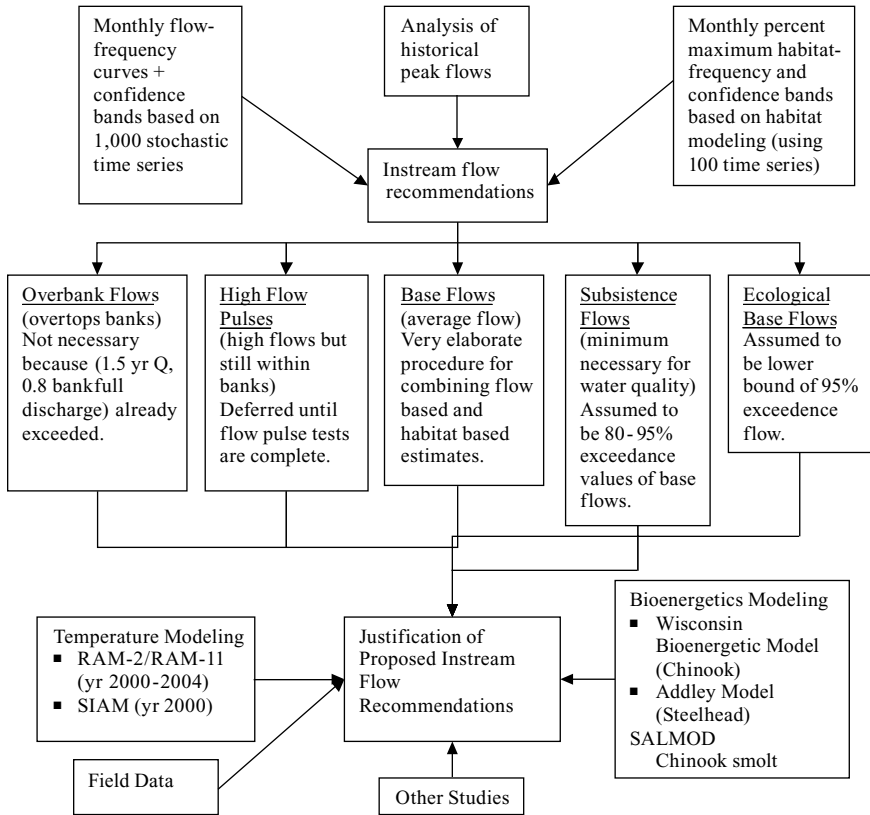 Monthly flow-
frequency
curves +
confidence
bands based on
1,000 stochastic
time series
Analysis of
historical
peak flows
Monthly percent
maximum habitat-
frequency and
confidence bands
based on habitat
modeling (using
100 time series)
Instream flow
recommendations
Overbank Flows
(overtops banks)
Not necessary
because (1.5 yr Q,
0.8 bankfull
discharge) already
exceeded.
High Flow
Pulses
(high flows but
still within
banks)
Deferred until
flow pulse tests
are complete.
Base Flows
(average flow)
Very elaborate
procedure for
combining flow
based and
habitat based
estimates.
Subsistence
Flows
(minimum
necessary for
water quality)
Assumed to
be 80-95%
exceedance
values of base
flows.
Ecological
Base Flows
Assumed to
be lower
bound of 95%
exceedence
flow.
Temperature Modeling
▪ RAM-2/RAM-11
(yr 2000-2004)
▪ SIAM (yr 2000)
Justification of
Proposed Instream
Flow
Recommendations
Bioenergetics Modeling
▪ Wisconsin
Bioenergetic Model
(Chinook)
▪ Addley Model
(Steelhead)
SALMOD
Chinook smolt
Field Data
Other Studies